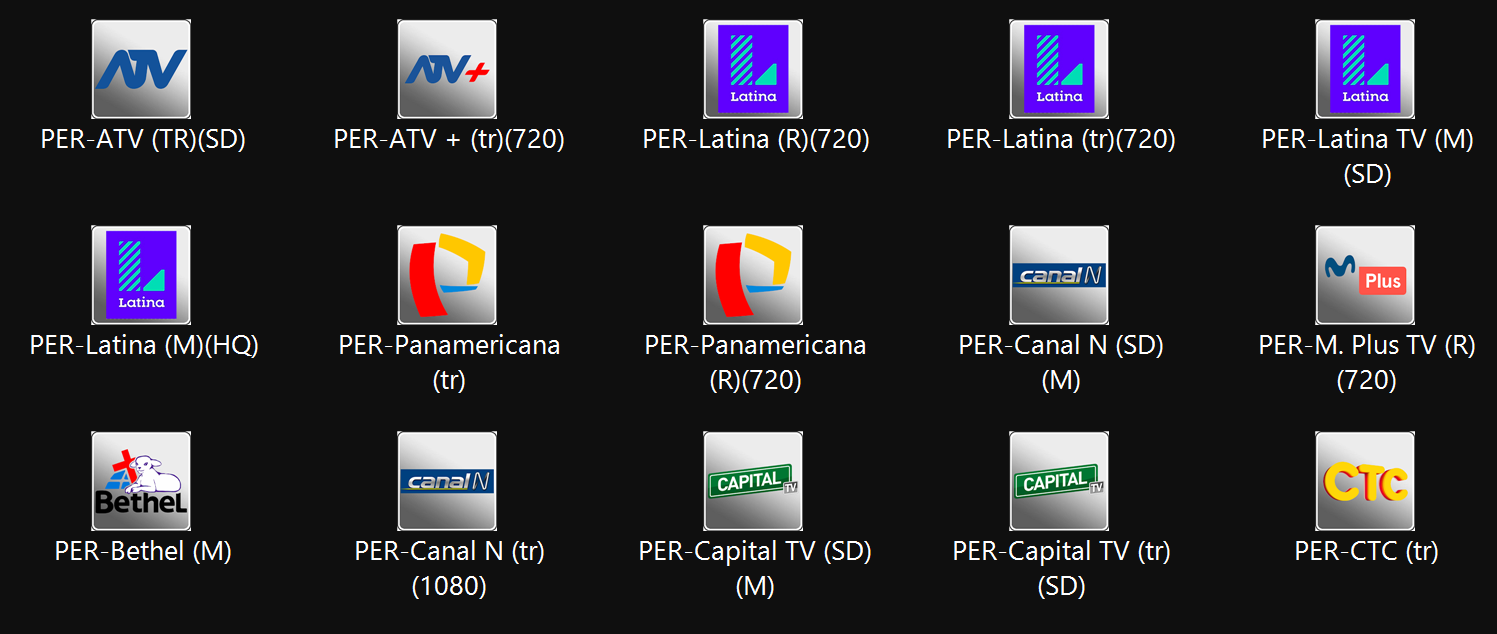 ATV
ATV+
Latina
Latina
Latina
PER-ATV (TR)(SD)
PER-ATV + (tr)(720)
PER-Latina (R)(720)
PER-Latina (tr)(720)
PER-Latina TV (M)
(SD)
Latina
canal N
Plus
PER-Latina (M)(HQ)
PER-Panamericana
(tr)
PER-Panamericana
(R)(720)
PER-Canal N (SD)
(M)
PER-M. Plus TV (R)
(720)
Bethel
canal N
CAPITAL TV
CAPITAL TV
CTC
PER-Bethel (M)
PER-Canal N (tr)
(1080)
PER-Capital TV (SD)
(M)
PER-Capital TV (tr)
(SD)
PER-CTC (tr)